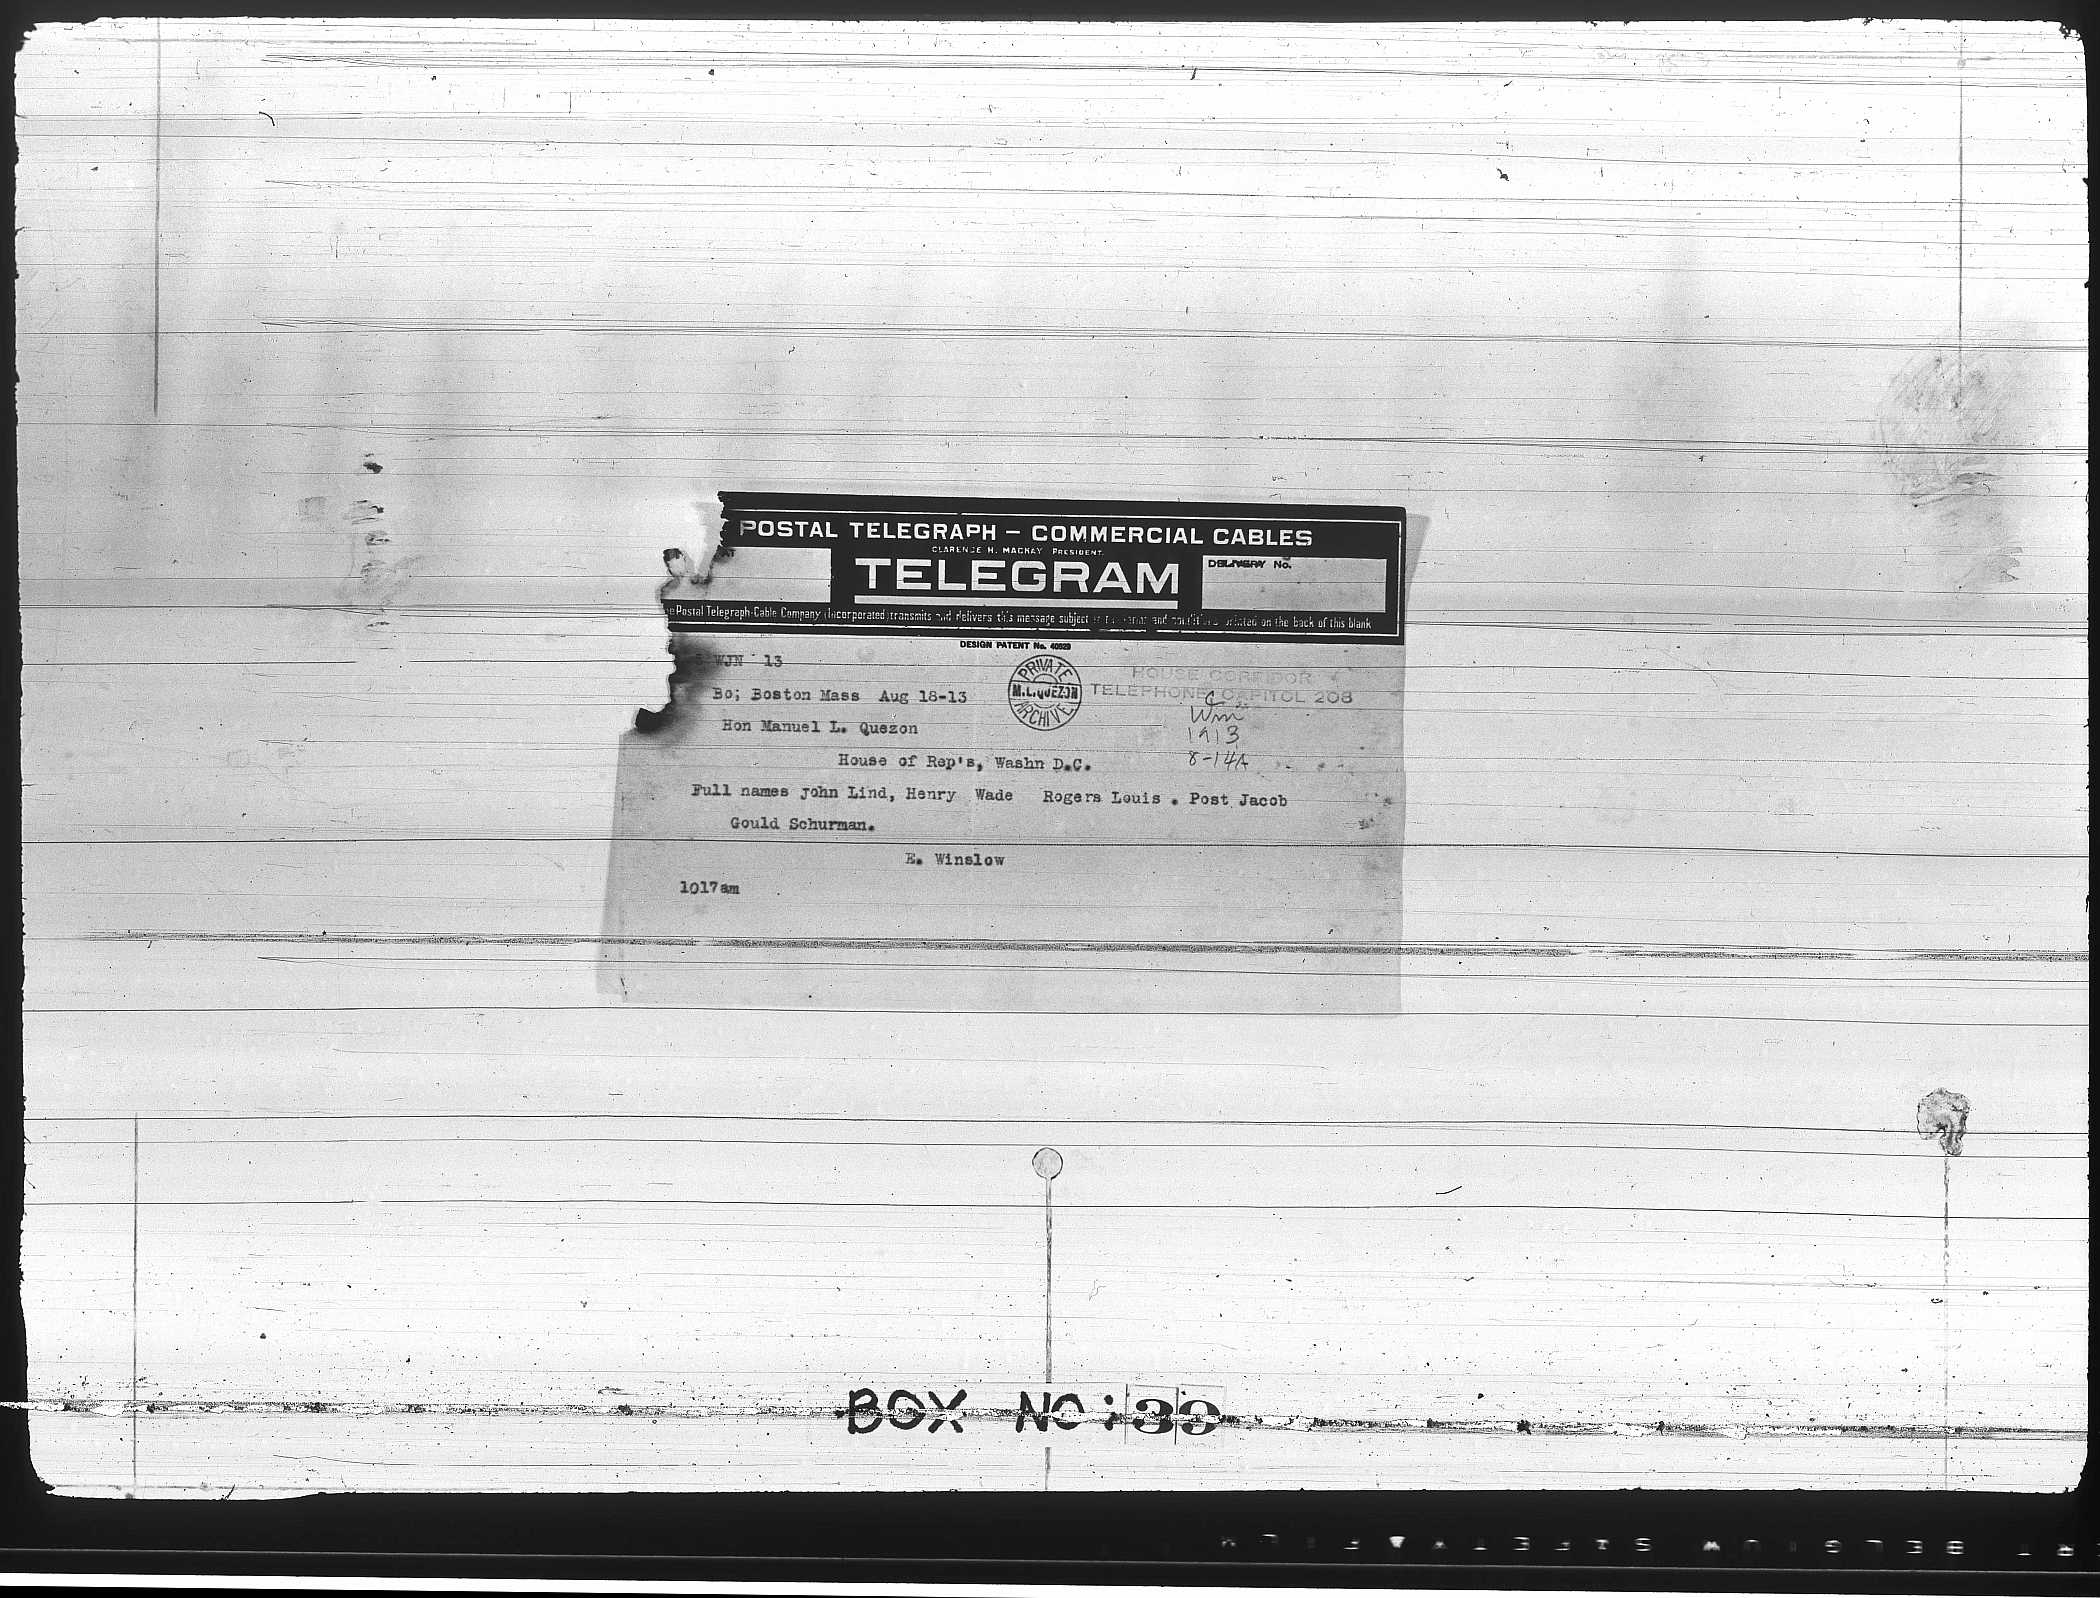 POSTAL TELEGRAPH – COMMERCIAL CABLES
CLARENCE H. MACKAY PRESIDENT.
TELEGRAM
DELIVERY No.
Postal Telegraph-Cable Company (Incorporated) transmits and delivers this message subject to the terms and conditions printed on the back of this blank
DESIGN PATENT No. 40529
WJN 13
PRIVATE
M.L.QUEZON
ARCHIVE
HOUSE CORRIDOR
TELEPHONE CAPITOL 208
Bo; Boston Mass Aug 18-13
Wm
1913
8-14A
Hon Manuel L. Quezon
House of Rep's, Washn D.C.
Full names John Lind, Henry Wade Rogers Louis . Post Jacob
Gould Schurman.
E. Winslow
1017am
BOX NO: 39